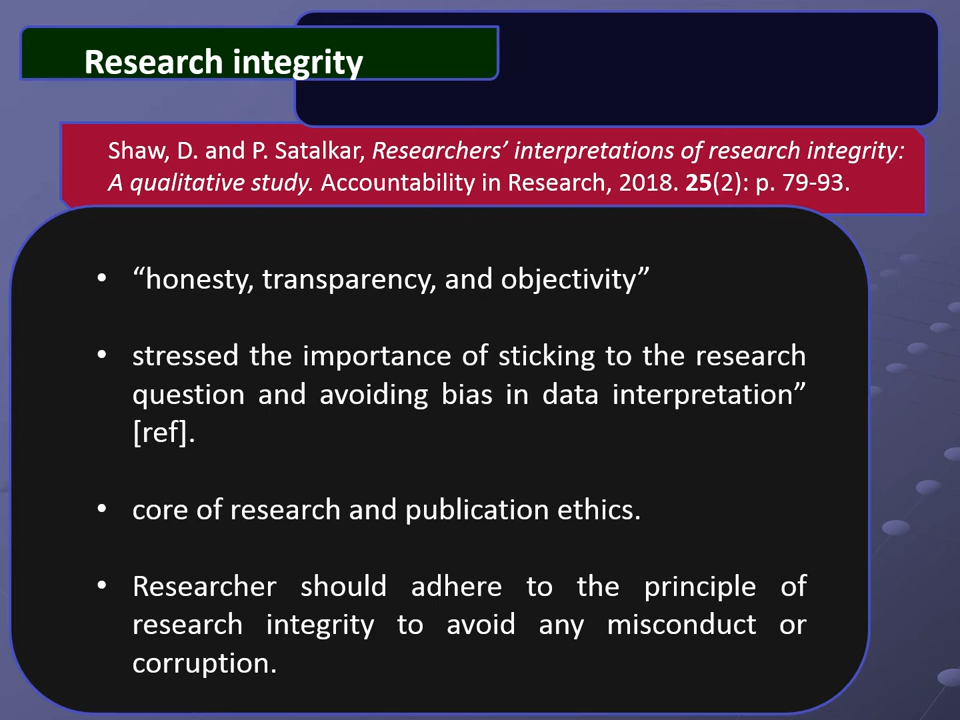 Research integrity
Shaw, D. and P. Satalkar, Researchers’ interpretations of research integrity:
A qualitative study. Accountability in Research, 2018. 25(2): p. 79-93.
• “honesty, transparency, and objectivity”
• stressed the importance of sticking to the research
question and avoiding bias in data interpretation”
[ref].
• core of research and publication ethics.
• Researcher should adhere to the principle of
research integrity to avoid any misconduct or
corruption.